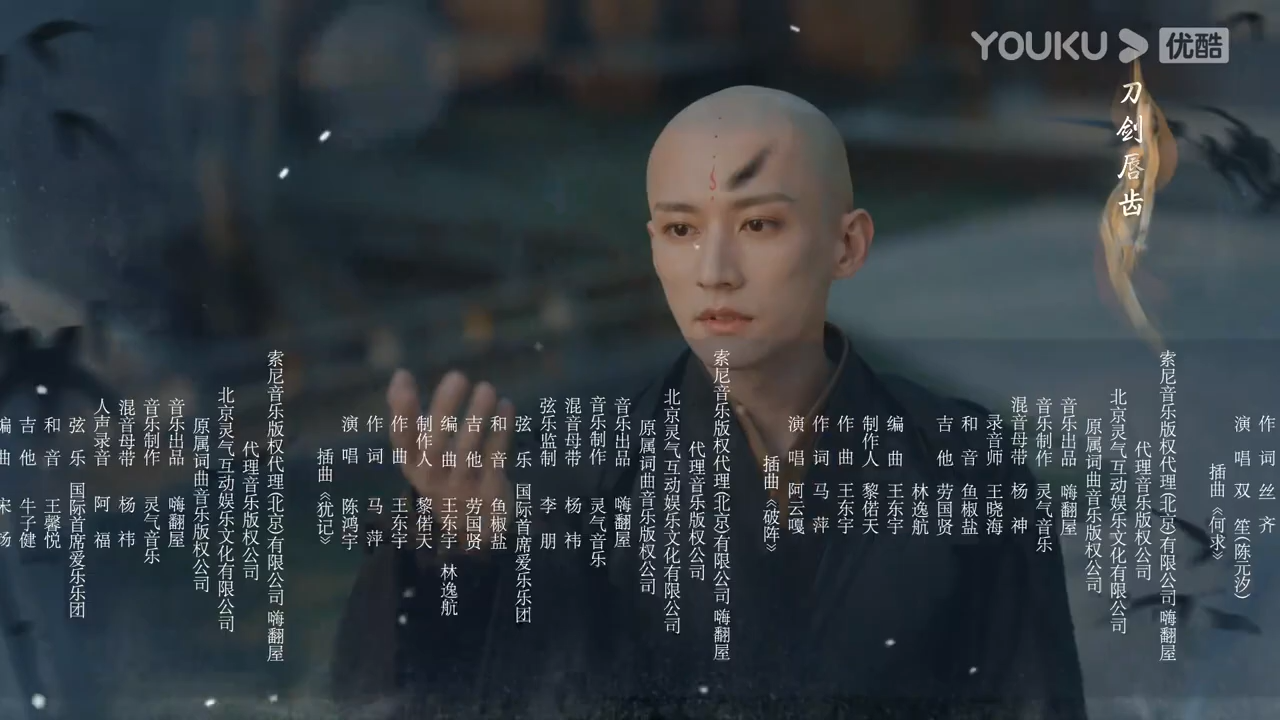 YOUKU 优酷
刀剑唇齿
吉他 牛子健
和音 王馨悦
弦乐 国际首席爱乐乐团
人声录音 阿福
混音母带 杨祎
音乐制作 灵气音乐
音乐出品 嗨翻屋
原属词曲音乐版权公司
北京灵气互动娱乐文化有限公司
代理音乐版权公司
索尼音乐版权代理(北京)有限公司 嗨翻屋
插曲《犹记》
演唱 陈鸿宇
作词 马萍
作曲 王东宇
制作人 黎偌天
编曲 王东宇 林逸航
吉他 劳国贤
和音 鱼椒盐
弦乐 国际首席爱乐乐团
弦乐监制 李朋
混音母带 杨祎
音乐制作 灵气音乐
音乐出品 嗨翻屋
原属词曲音乐版权公司
北京灵气互动娱乐文化有限公司
代理音乐版权公司
索尼音乐版权代理(北京)有限公司 嗨翻屋
插曲《破阵》
演唱 阿云嘎
作词 马萍
作曲 王东宇
制作人 黎偌天
编曲 王东宇
林逸航
吉他 劳国贤
和音 鱼椒盐
录音师 王晓海
混音母带 杨神
音乐制作 灵气音乐
音乐出品 嗨翻屋
原属词曲音乐版权公司
北京灵气互动娱乐文化有限公司
代理音乐版权公司
索尼音乐版权代理(北京)有限公司 嗨翻屋
插曲《何求》
演唱 双笙(陈元汐)
作词 丝齐